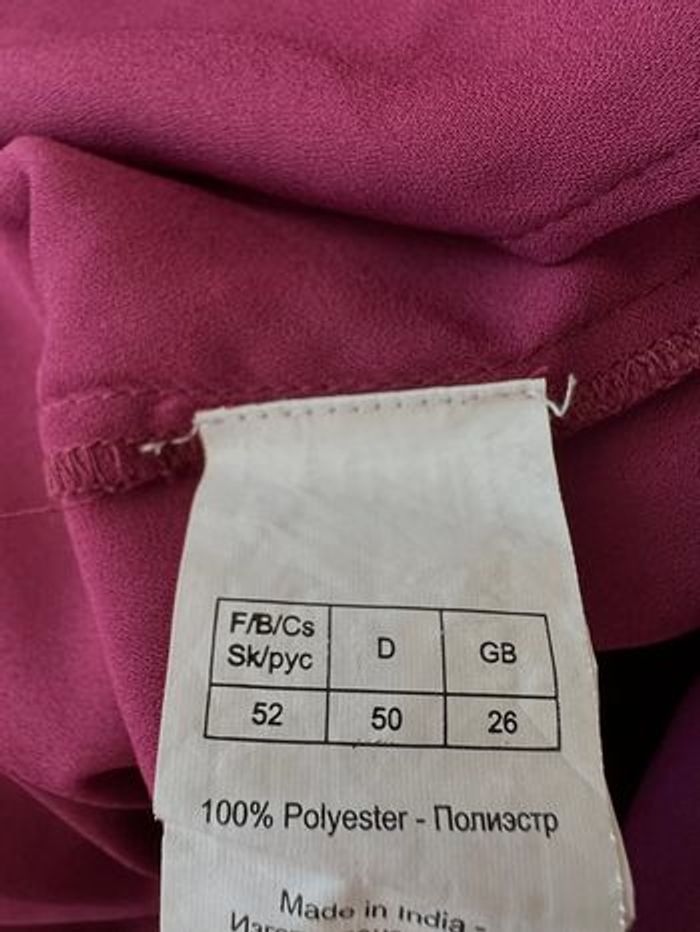 F/B/Cs D GB
Sk/рус
52 50 26
100% Polyester - Полиэстр
Made in India -